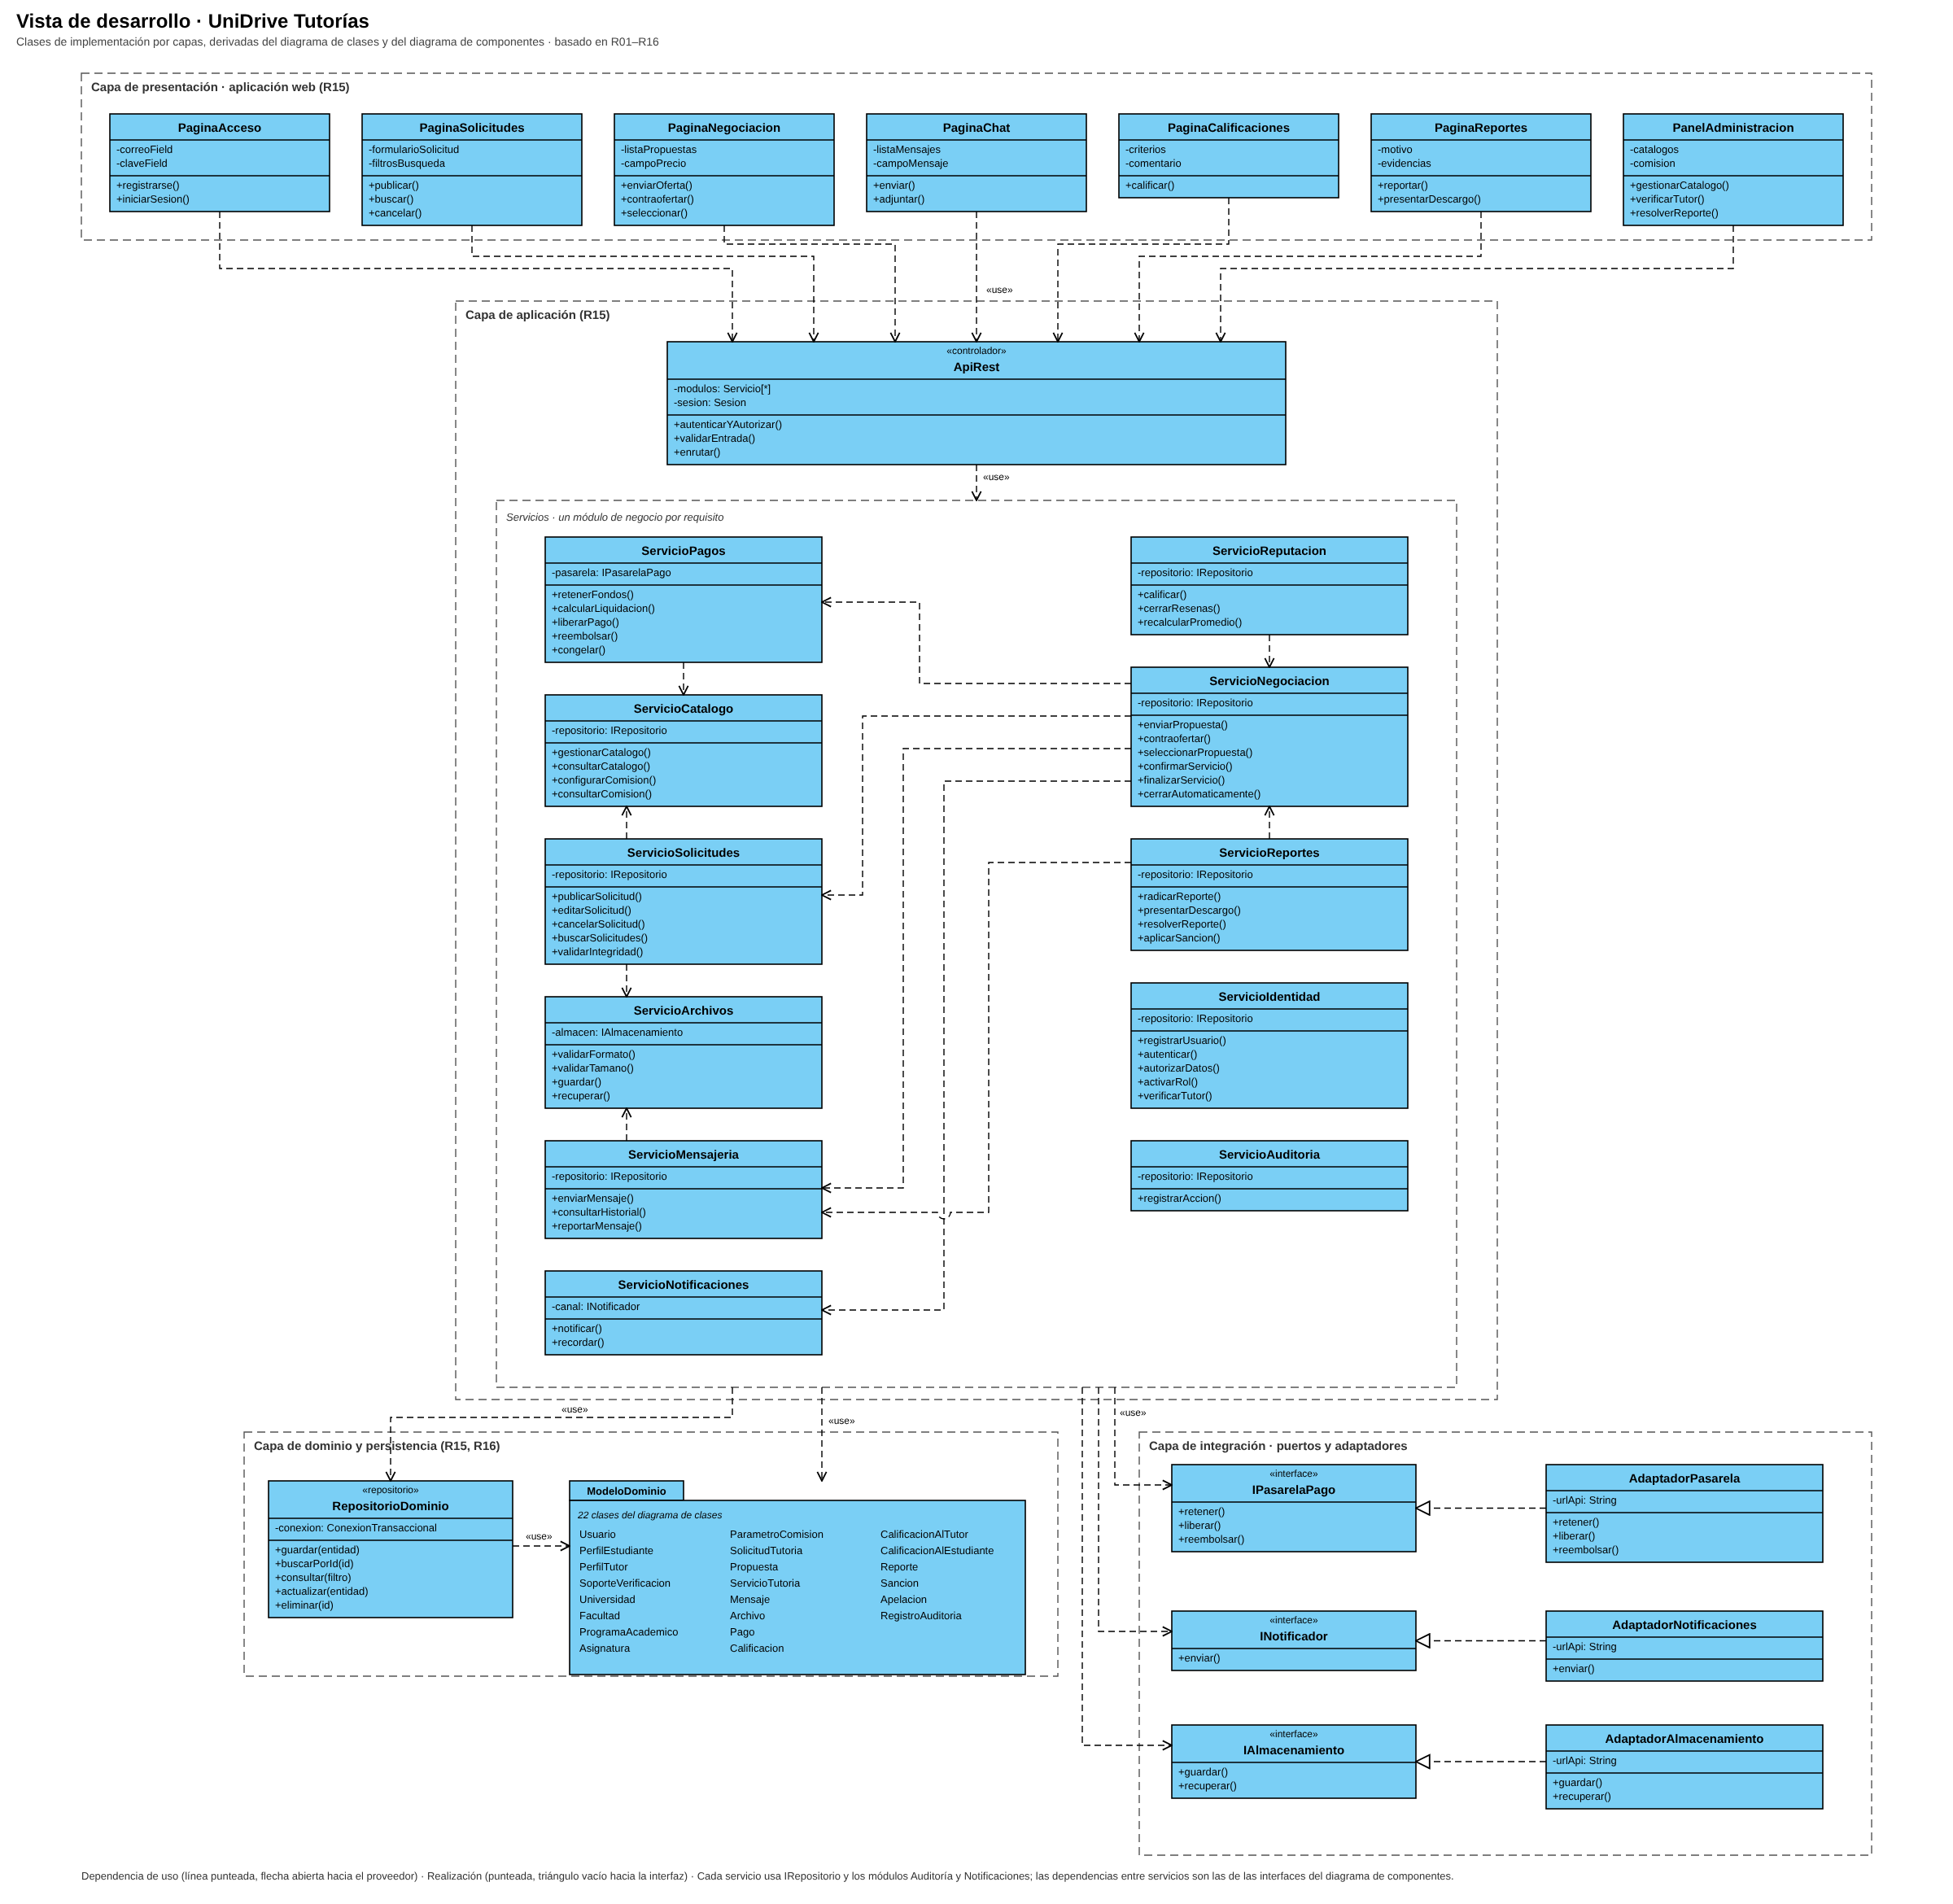 Vista de desarrollo · UniDrive Tutorías
Clases de implementación por capas, derivadas del diagrama de clases y del diagrama de componentes · basado en R01–R16
Capa de presentación · aplicación web (R15)
PaginaAcceso
-correoField
-claveField
+registrarse()
+iniciarSesion()
PaginaSolicitudes
-formularioSolicitud
-filtrosBusqueda
+publicar()
+buscar()
+cancelar()
PaginaNegociacion
-listaPropuestas
-campoPrecio
+enviarOferta()
+contraofertar()
+seleccionar()
PaginaChat
-listaMensajes
-campoMensaje
+enviar()
+adjuntar()
PaginaCalificaciones
-criterios
-comentario
+calificar()
PaginaReportes
-motivo
-evidencias
+reportar()
+presentarDescargo()
PanelAdministracion
-catalogos
-comision
+gestionarCatalogo()
+verificarTutor()
+resolverReporte()
«use»
Capa de aplicación (R15)
«controlador»
ApiRest
-modulos: Servicio[*]
-sesion: Sesion
+autenticarYAutorizar()
+validarEntrada()
+enrutar()
«use»
Servicios · un módulo de negocio por requisito
ServicioPagos
-pasarela: IPasarelaPago
+retenerFondos()
+calcularLiquidacion()
+liberarPago()
+reembolsar()
+congelar()
ServicioReputacion
-repositorio: IRepositorio
+calificar()
+cerrarResenas()
+recalcularPromedio()
ServicioCatalogo
-repositorio: IRepositorio
+gestionarCatalogo()
+consultarCatalogo()
+configurarComision()
+consultarComision()
ServicioNegociacion
-repositorio: IRepositorio
+enviarPropuesta()
+contraofertar()
+seleccionarPropuesta()
+confirmarServicio()
+finalizarServicio()
+cerrarAutomaticamente()
ServicioSolicitudes
-repositorio: IRepositorio
+publicarSolicitud()
+editarSolicitud()
+cancelarSolicitud()
+buscarSolicitudes()
+validarIntegridad()
ServicioReportes
-repositorio: IRepositorio
+radicarReporte()
+presentarDescargo()
+resolverReporte()
+aplicarSancion()
ServicioArchivos
-almacen: IAlmacenamiento
+validarFormato()
+validarTamano()
+guardar()
+recuperar()
ServicioIdentidad
-repositorio: IRepositorio
+registrarUsuario()
+autenticar()
+autorizarDatos()
+activarRol()
+verificarTutor()
ServicioMensajeria
-repositorio: IRepositorio
+enviarMensaje()
+consultarHistorial()
+reportarMensaje()
ServicioAuditoria
-repositorio: IRepositorio
+registrarAccion()
ServicioNotificaciones
-canal: INotificador
+notificar()
+recordar()
«use»
«use»
«use»
Capa de dominio y persistencia (R15, R16)
«repositorio»
RepositorioDominio
-conexion: ConexionTransaccional
+guardar(entidad)
+buscarPorId(id)
+consultar(filtro)
+actualizar(entidad)
+eliminar(id)
«use»
ModeloDominio
22 clases del diagrama de clases
Usuario
PerfilEstudiante
PerfilTutor
SoporteVerificacion
Universidad
Facultad
ProgramaAcademico
Asignatura
ParametroComision
SolicitudTutoria
Propuesta
ServicioTutoria
Mensaje
Archivo
Pago
Calificacion
CalificacionAlTutor
CalificacionAlEstudiante
Reporte
Sancion
Apelacion
RegistroAuditoria
Capa de integración · puertos y adaptadores
«interface»
IPasarelaPago
+retener()
+liberar()
+reembolsar()
AdaptadorPasarela
-urlApi: String
+retener()
+liberar()
+reembolsar()
«interface»
INotificador
+enviar()
AdaptadorNotificaciones
-urlApi: String
+enviar()
«interface»
IAlmacenamiento
+guardar()
+recuperar()
AdaptadorAlmacenamiento
-urlApi: String
+guardar()
+recuperar()
Dependencia de uso (línea punteada, flecha abierta hacia el proveedor) · Realización (punteada, triángulo vacío hacia la interfaz) · Cada servicio usa IRepositorio y los módulos Auditoría y Notificaciones; las dependencias entre servicios son las de las interfaces del diagrama de componentes.